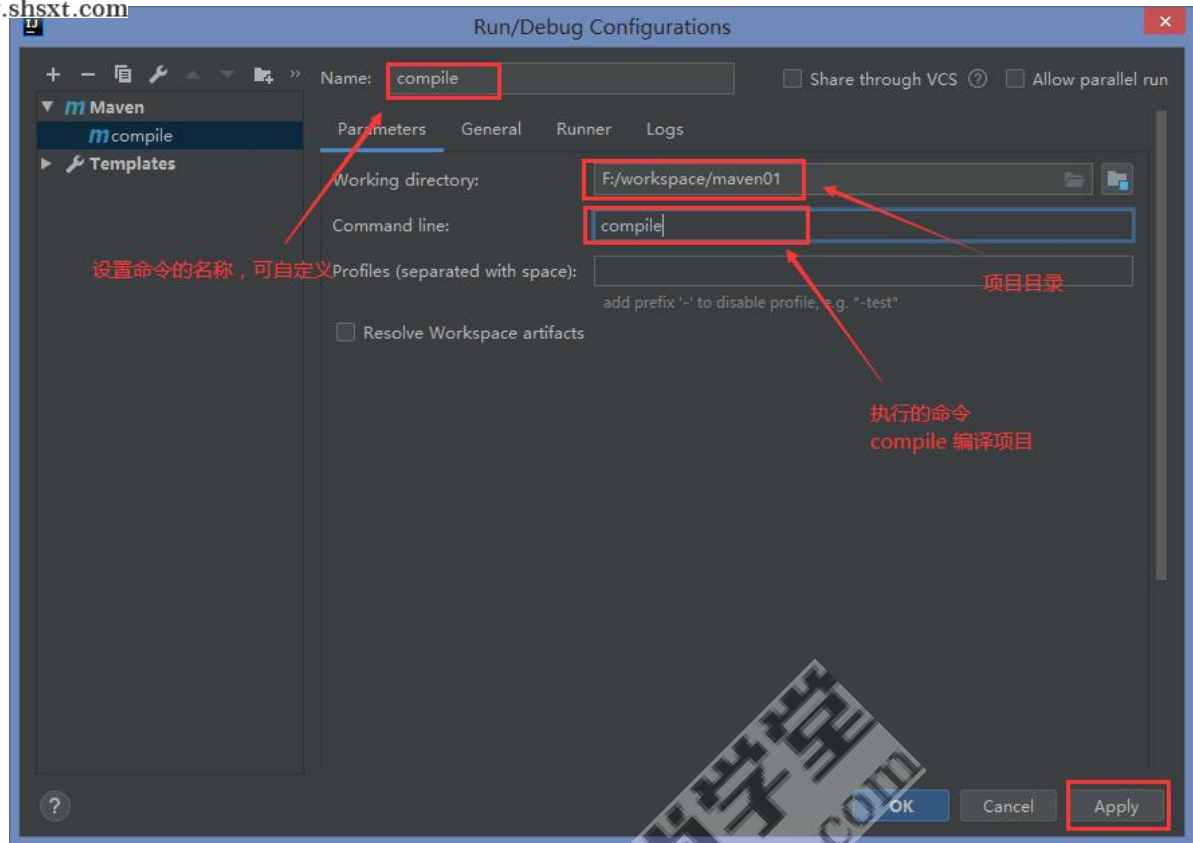 .shsxt.com
Run/Debug Configurations
Name: compile
Share through VCS
Allow parallel run
Maven
compile
Templates
Parameters General Runner Logs
Working directory: F:/workspace/maven01
Command line: compile
设置命令的名称，可自定义
Profiles (separated with space):
项目目录
add prefix '-' to disable profile, e.g. "-test"
Resolve Workspace artifacts
执行的命令
compile 编译项目
学堂
.com
? OK Cancel Apply